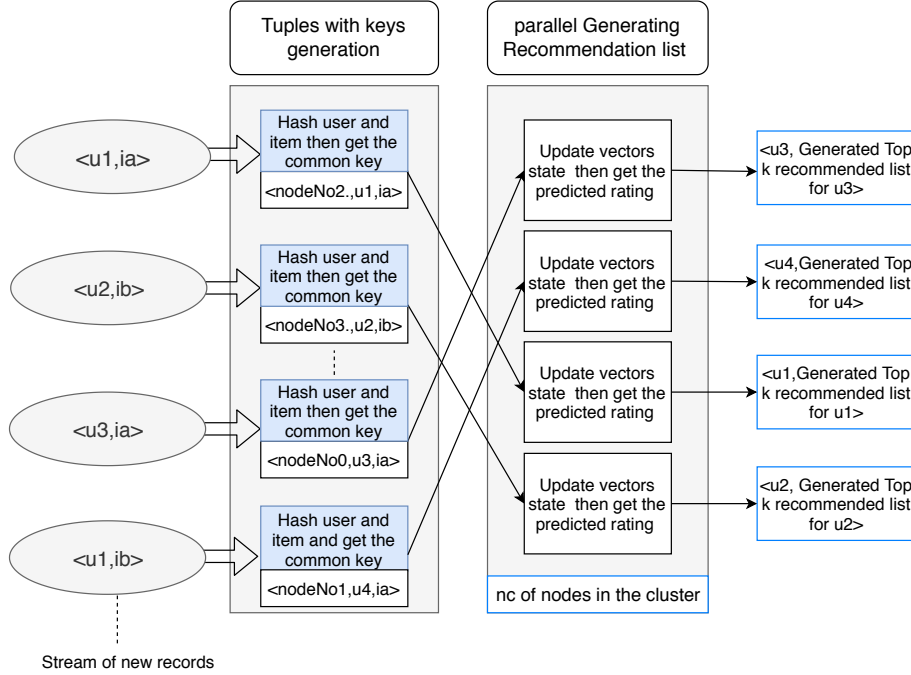 Tuples with keys
generation
parallel Generating
Recommendation list
<u1,ia>
Hash user and
item then get the
common key
<nodeNo2.,u1,ia>
<u2,ib>
Hash user and
item then get the
common key
<nodeNo3.,u2,ib>
<u3,ia>
Hash user and
item then get the
common key
<nodeNo0,u3,ia>
<u1,ib>
Hash user and
item and get the
common key
<nodeNo1,u4,ia>
Stream of new records
Update vectors
state then get the
predicted rating
Update vectors
state then get the
predicted rating
Update vectors
state then get the
predicted rating
Update vectors
state then get the
predicted rating
nc of nodes in the cluster
<u3, Generated Top
k recommended list
for u3>
<u4,Generated Top
k recommended list
for u4>
<u1,Generated Top
k recommended list
for u1>
<u2, Generated Top
k recommended list
for u2>